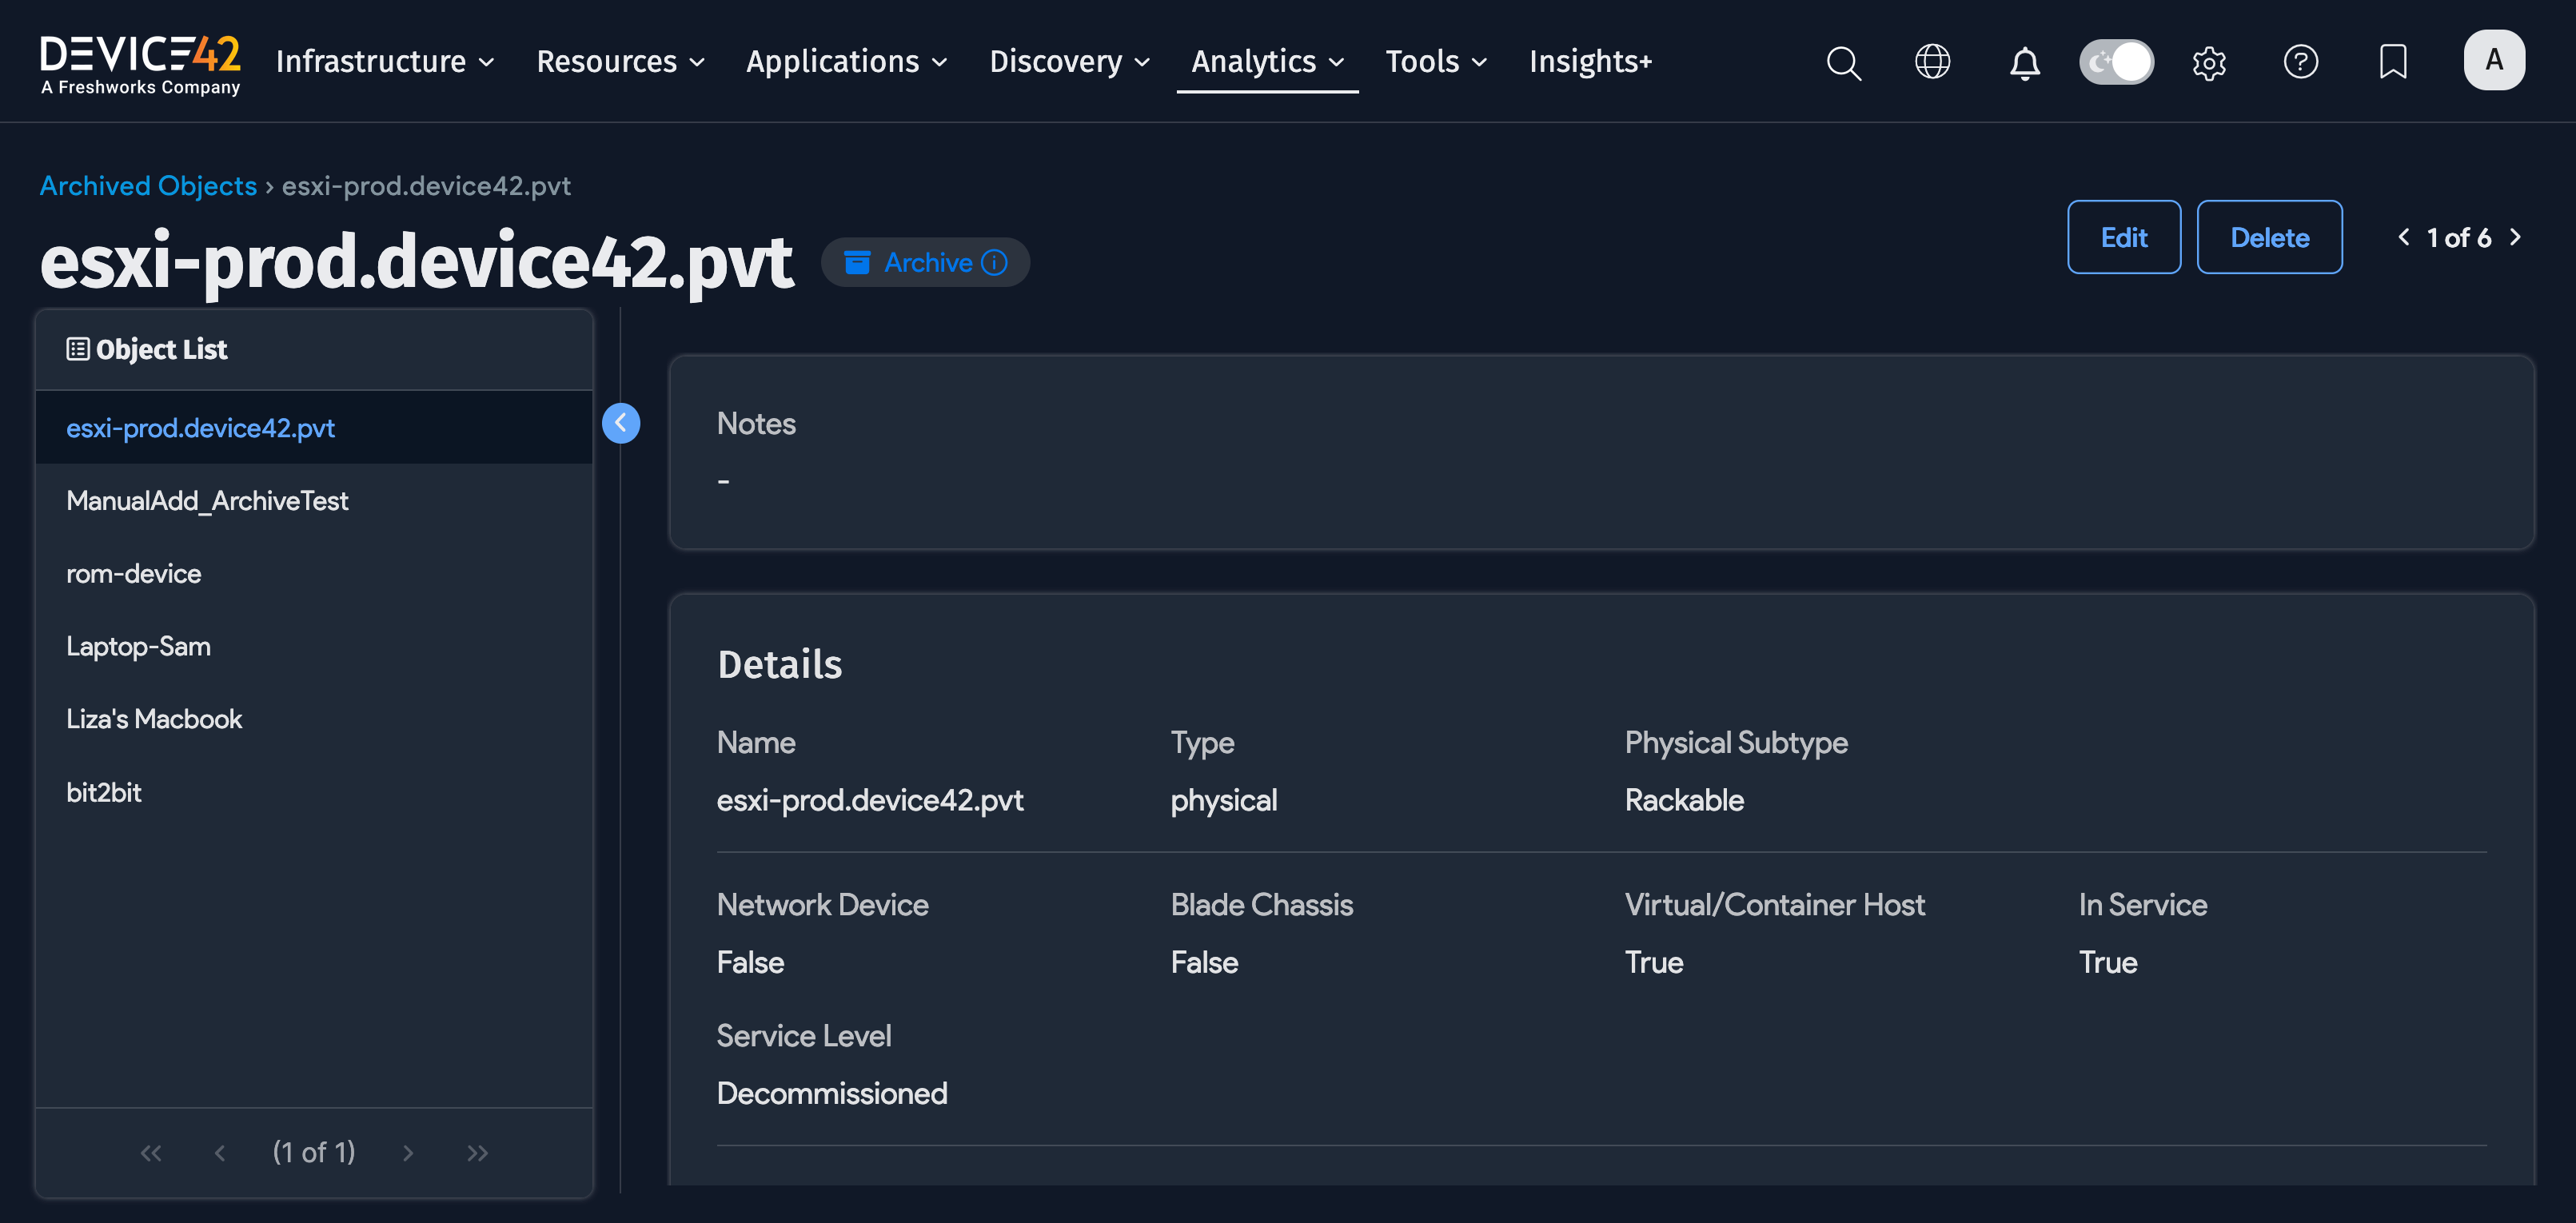 DEVICE42
A Freshworks Company
Infrastructure
Resources
Applications
Discovery
Analytics
Tools
Insights+
A
Archived Objects › esxi-prod.device42.pvt
esxi-prod.device42.pvt
Archive
Edit
Delete
1 of 6
Object List
esxi-prod.device42.pvt
ManualAdd_ArchiveTest
rom-device
Laptop-Sam
Liza's Macbook
bit2bit
(1 of 1)
Notes
-
Details
Name Type Physical Subtype
esxi-prod.device42.pvt physical Rackable
Network Device Blade Chassis Virtual/Container Host In Service
False False True True
Service Level
Decommissioned